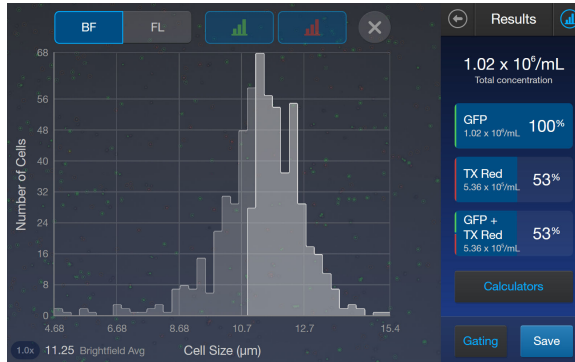 BF FL
Results
68
56
48
40
32
24
16
8
0
Number of Cells
4.68 6.68 8.68 10.7 12.7 15.4
1.0x 11.25 Brightfield Avg
Cell Size (µm)
1.02 x 10⁶/mL
Total concentration
GFP
1.02 x 10⁶/mL
100%
TX Red
5.36 x 10⁵/mL
53%
GFP +
TX Red
5.36 x 10⁵/mL
53%
Calculators
Gating
Save